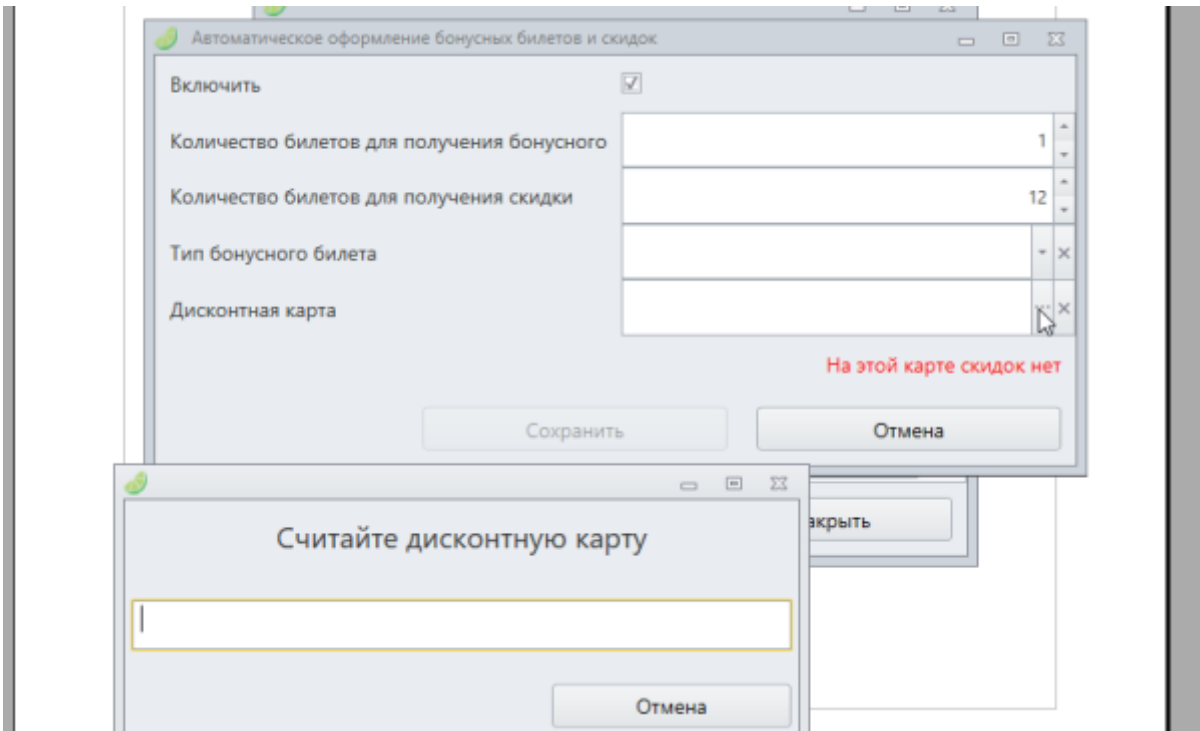 Автоматическое оформление бонусных билетов и скидок
Включить
Количество билетов для получения бонусного
1
Количество билетов для получения скидки
12
Тип бонусного билета
Дисконтная карта
На этой карте скидок нет
Сохранить
Отмена
акрыть
Считайте дисконтную карту
Отмена